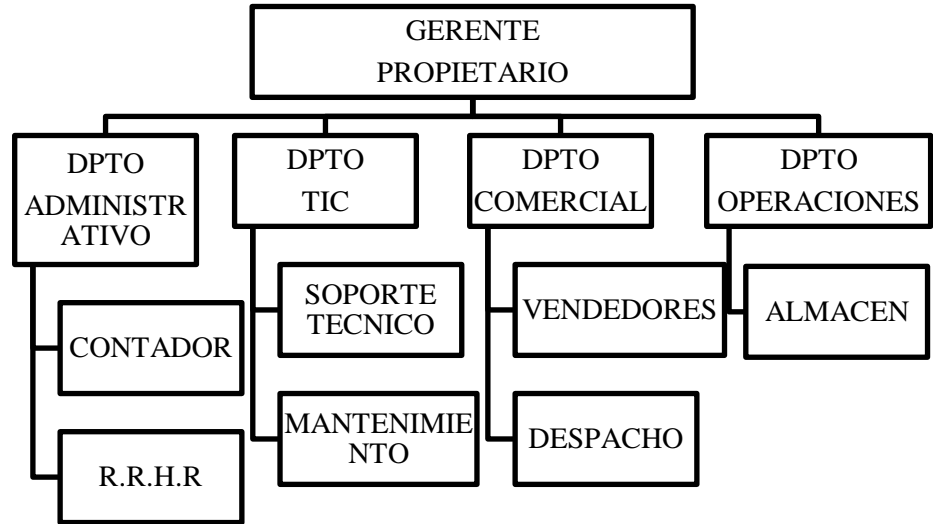 GERENTE
PROPIETARIO
DPTO
ADMINISTR
ATIVO
DPTO
TIC
DPTO
COMERCIAL
DPTO
OPERACIONES
CONTADOR
R.R.H.R
SOPORTE
TECNICO
MANTENIMIE
NTO
VENDEDORES
DESPACHO
ALMACEN